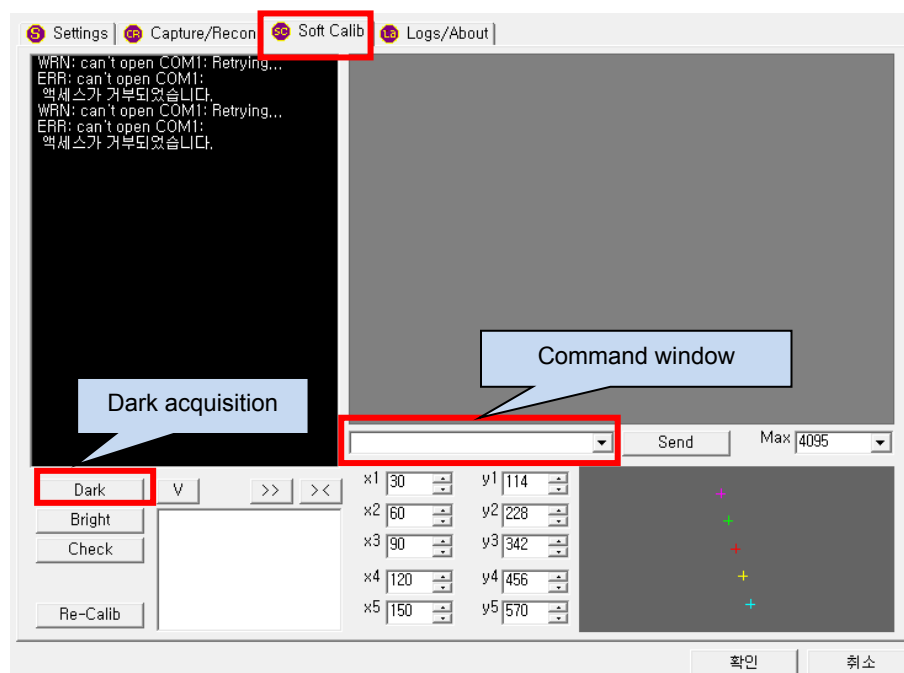 S Settings CR Capture/Recon SC Soft Calib La Logs/About
WRN: can't open COM1: Retrying,,,
ERR: can't open COM1:
액세스가 거부되었습니다.
WRN: can't open COM1: Retrying,,,
ERR: can't open COM1:
액세스가 거부되었습니다.
Command window
Dark acquisition
Send Max 4095
Dark V >> ><
Bright
Check
Re-Calib
x1 30 y1 114
x2 60 y2 228
x3 90 y3 342
x4 120 y4 456
x5 150 y5 570
확인 취소